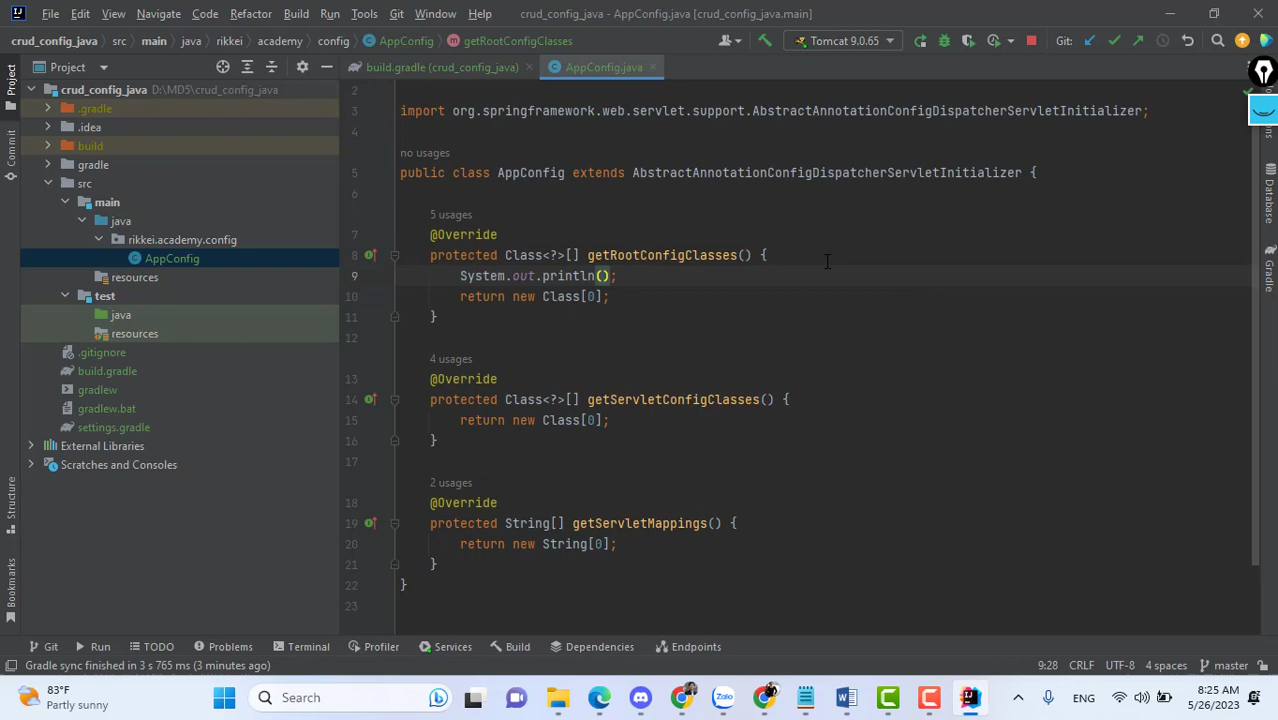 File Edit View Navigate Code Refactor Build Run Tools Git Window Help crud_config_java - AppConfig.java [crud_config_java.main]
crud_config_java src main java rikkei academy config AppConfig getRootConfigClasses Tomcat 9.0.65 Git:
Project build.gradle (crud_config_java) AppConfig.java
crud_config_java D:\MD5\crud_config_java
.gradle
.idea
build
gradle
src
main
java
rikkei.academy.config
AppConfig
resources
test
java
resources
.gitignore
build.gradle
gradlew
gradlew.bat
settings.gradle
External Libraries
Scratches and Consoles
Project
Commit
Structure
Bookmarks
2
3 import org.springframework.web.servlet.support.AbstractAnnotationConfigDispatcherServletInitializer;
4
no usages
5 public class AppConfig extends AbstractAnnotationConfigDispatcherServletInitializer {
6
5 usages
7 @Override
8 protected Class<?>[] getRootConfigClasses() {
9 System.out.println();
10 return new Class[0];
11 }
12
4 usages
13 @Override
14 protected Class<?>[] getServletConfigClasses() {
15 return new Class[0];
16 }
17
2 usages
18 @Override
19 protected String[] getServletMappings() {
20 return new String[0];
21 }
22 }
23
Database
Gradle
Git Run TODO Problems Terminal Profiler Services Build Dependencies Endpoints
Gradle sync finished in 3 s 765 ms (3 minutes ago) 9:28 CRLF UTF-8 4 spaces master
83°F
Partly sunny
Search
Zalo
ENG
8:25 AM
5/26/2023